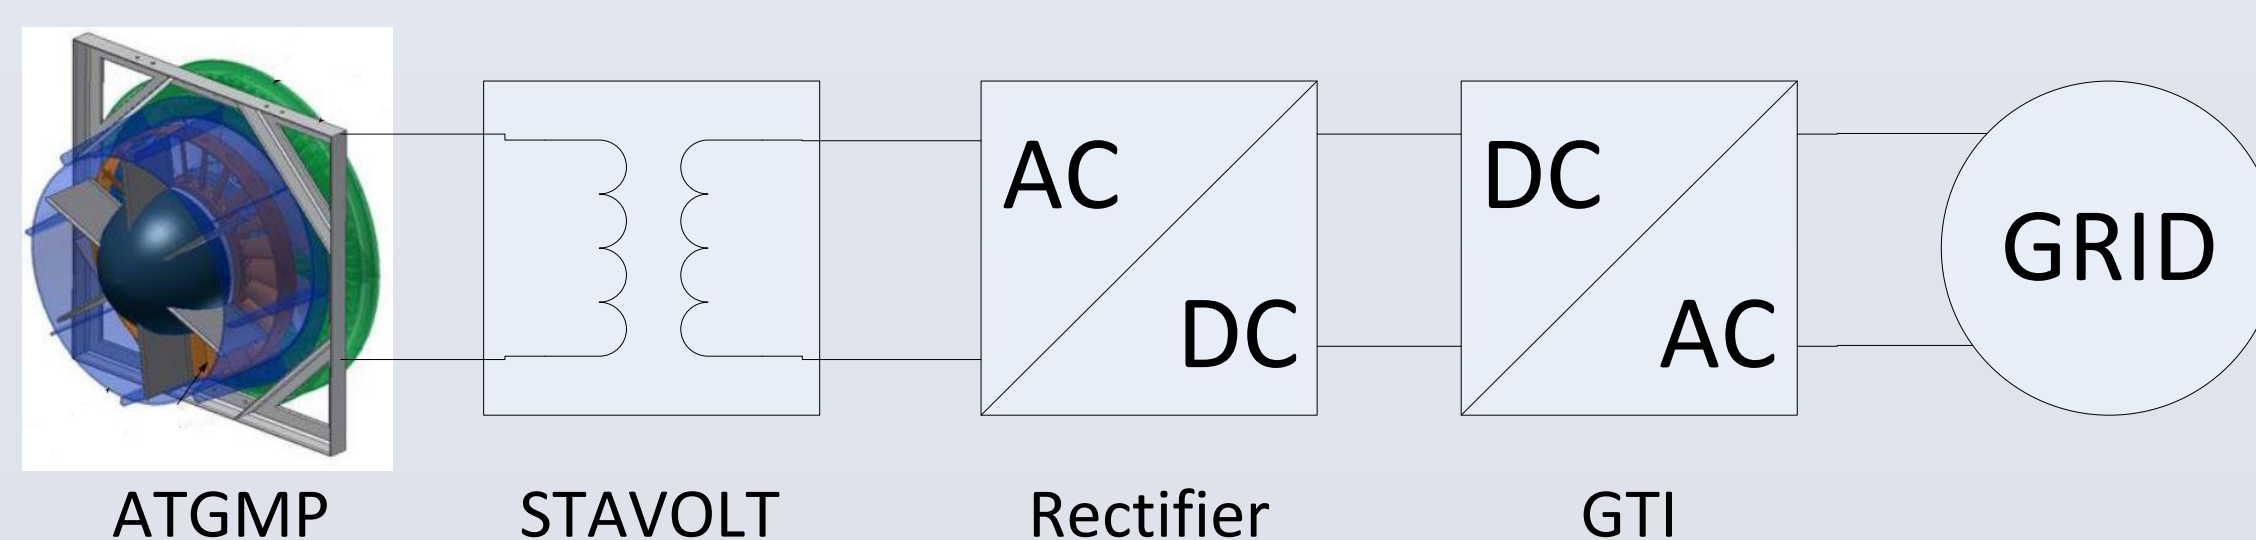 AC
DC
DC
AC
GRID
ATGMP
STAVOLT
Rectifier
GTI